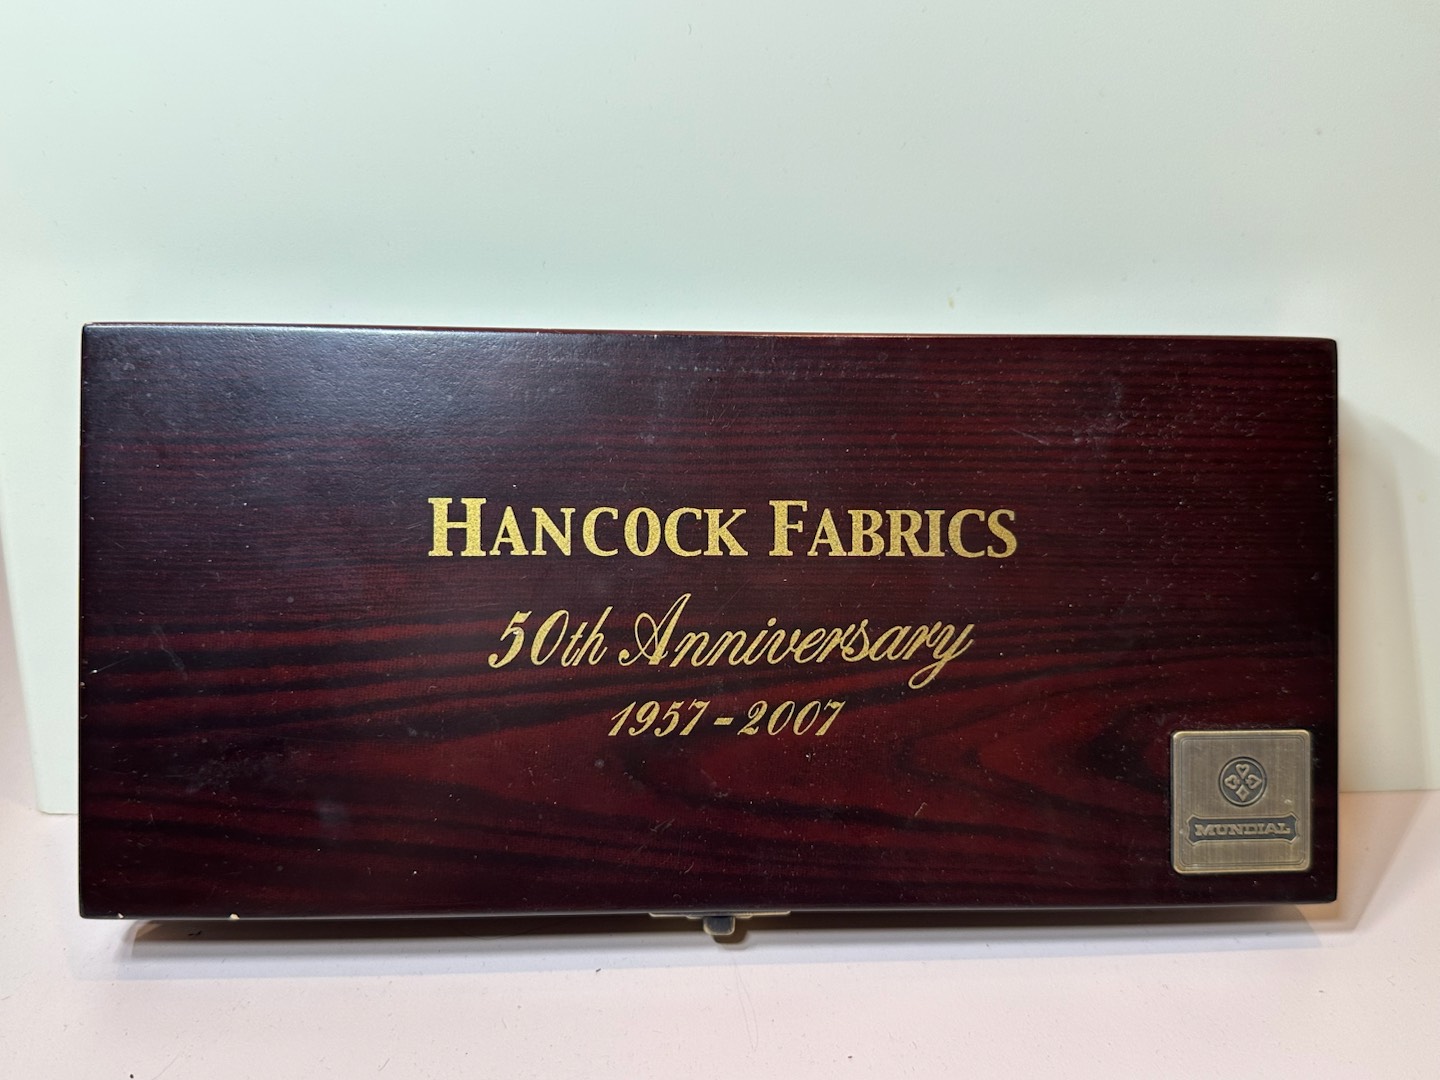 HANCOCK FABRICS
50th Anniversary
1957-2007
MUNDIAL